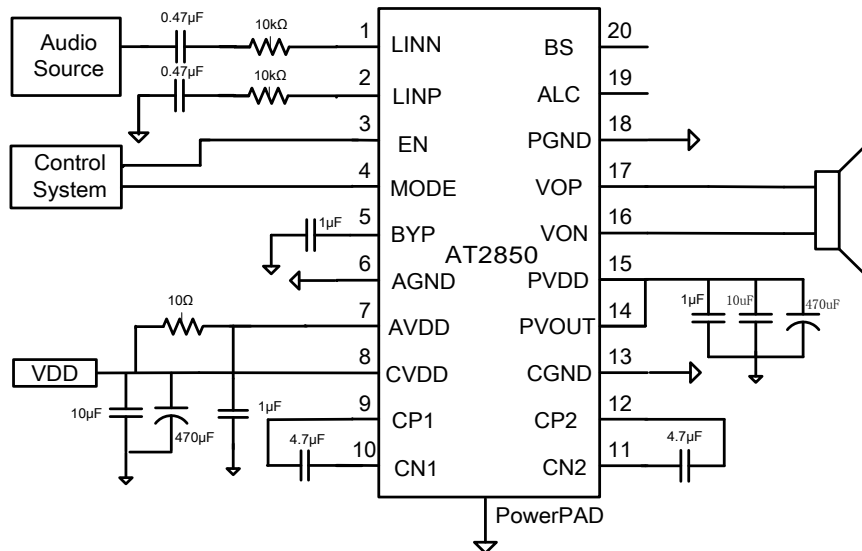 Audio
Source
0.47µF
10kΩ
0.47µF
10kΩ
Control
System
1µF
10Ω
VDD
10µF
470µF
1µF
4.7µF
1
2
3
4
5
6
7
8
9
10
LINN
LINP
EN
MODE
BYP
AGND
AVDD
CVDD
CP1
CN1
AT2850
BS
ALC
PGND
VOP
VON
PVDD
PVOUT
CGND
CP2
CN2
20
19
18
17
16
15
14
13
12
11
1µF
10uF
470uF
4.7µF
PowerPAD